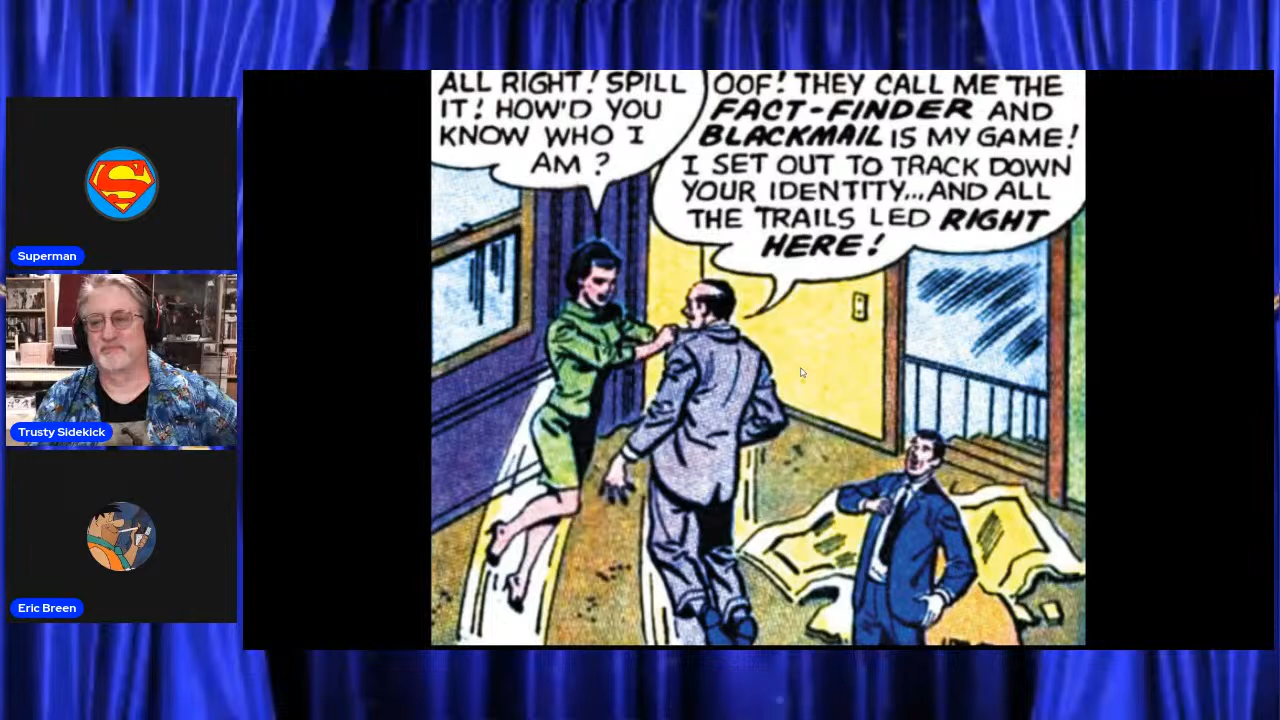 ALL RIGHT! SPILL
IT! HOW'D YOU
KNOW WHO I
AM?
OOF! THEY CALL ME THE
FACT-FINDER AND
BLACKMAIL IS MY GAME!
I SET OUT TO TRACK DOWN
YOUR IDENTITY...AND ALL
THE TRAILS LED RIGHT
HERE!
Superman
Trusty Sidekick
Eric Breen